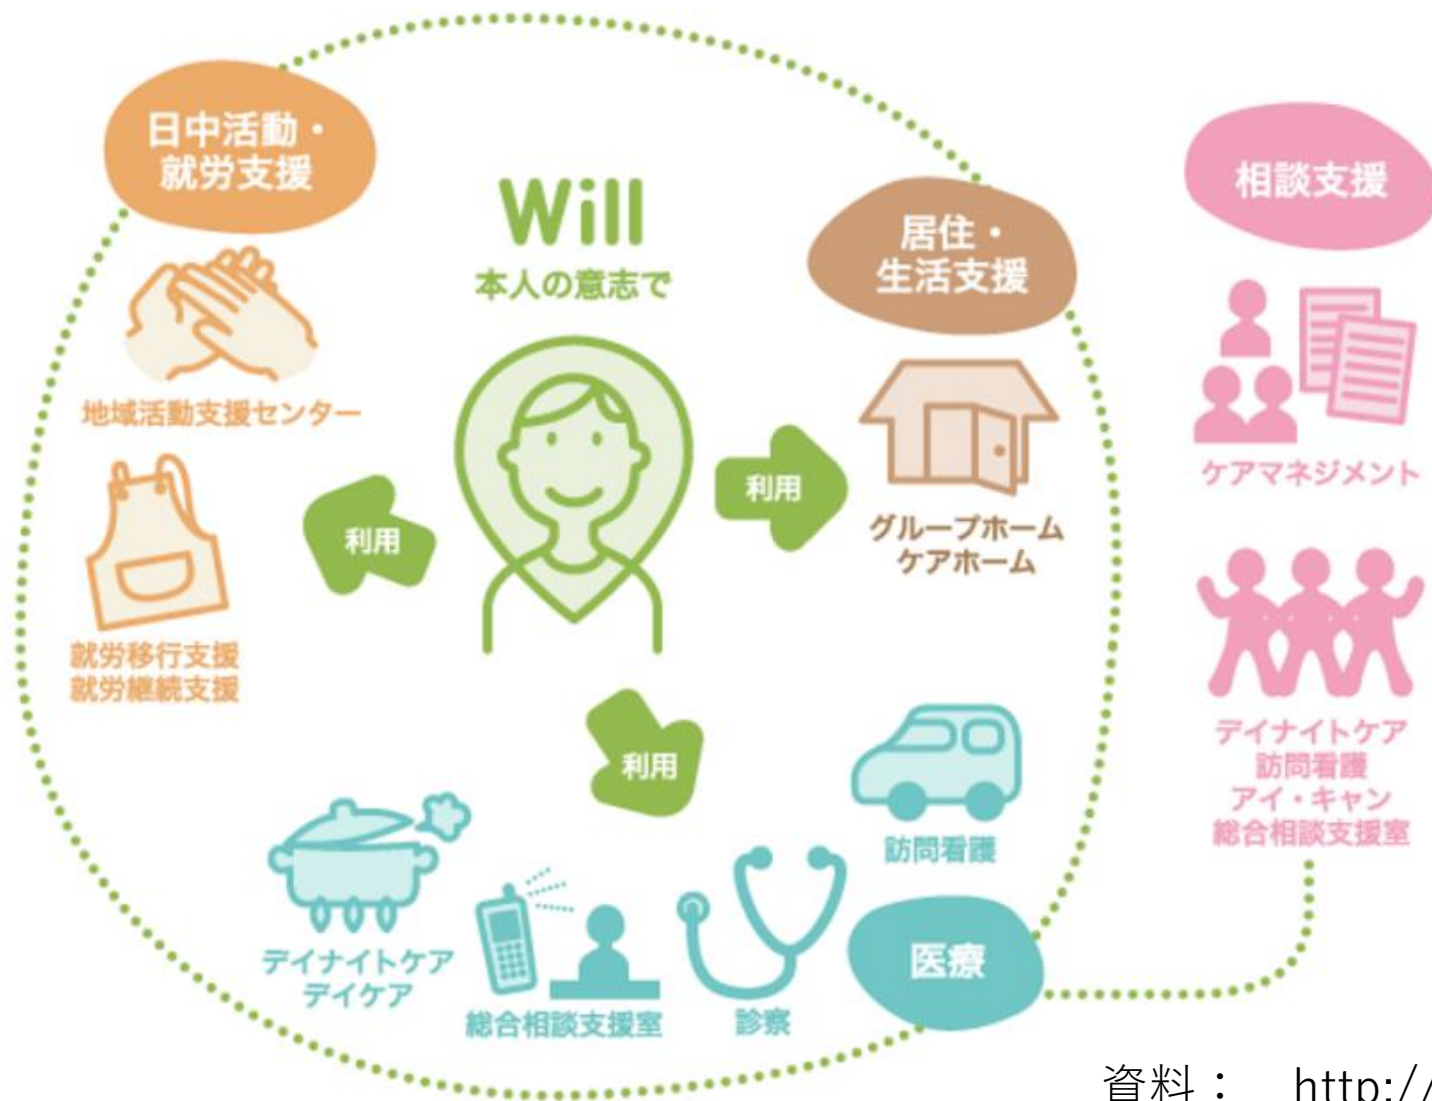 日中活動・
就労支援
地域活動支援センター
就労移行支援
就労継続支援
Will
本人の意志で
利用
利用
利用
居住・
生活支援
グループホーム
ケアホーム
相談支援
ケアマネジメント
デイナイトケア
訪問看護
アイ・キャン
総合相談支援室
訪問看護
デイナイトケア
デイケア
総合相談支援室
診察
医療
資料： http://